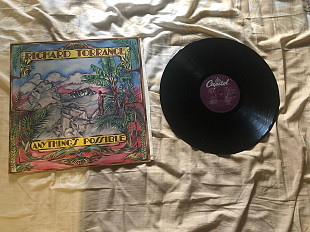 RICHARD TORRANCE
ANYTHING'S POSSIBLE
Capitol